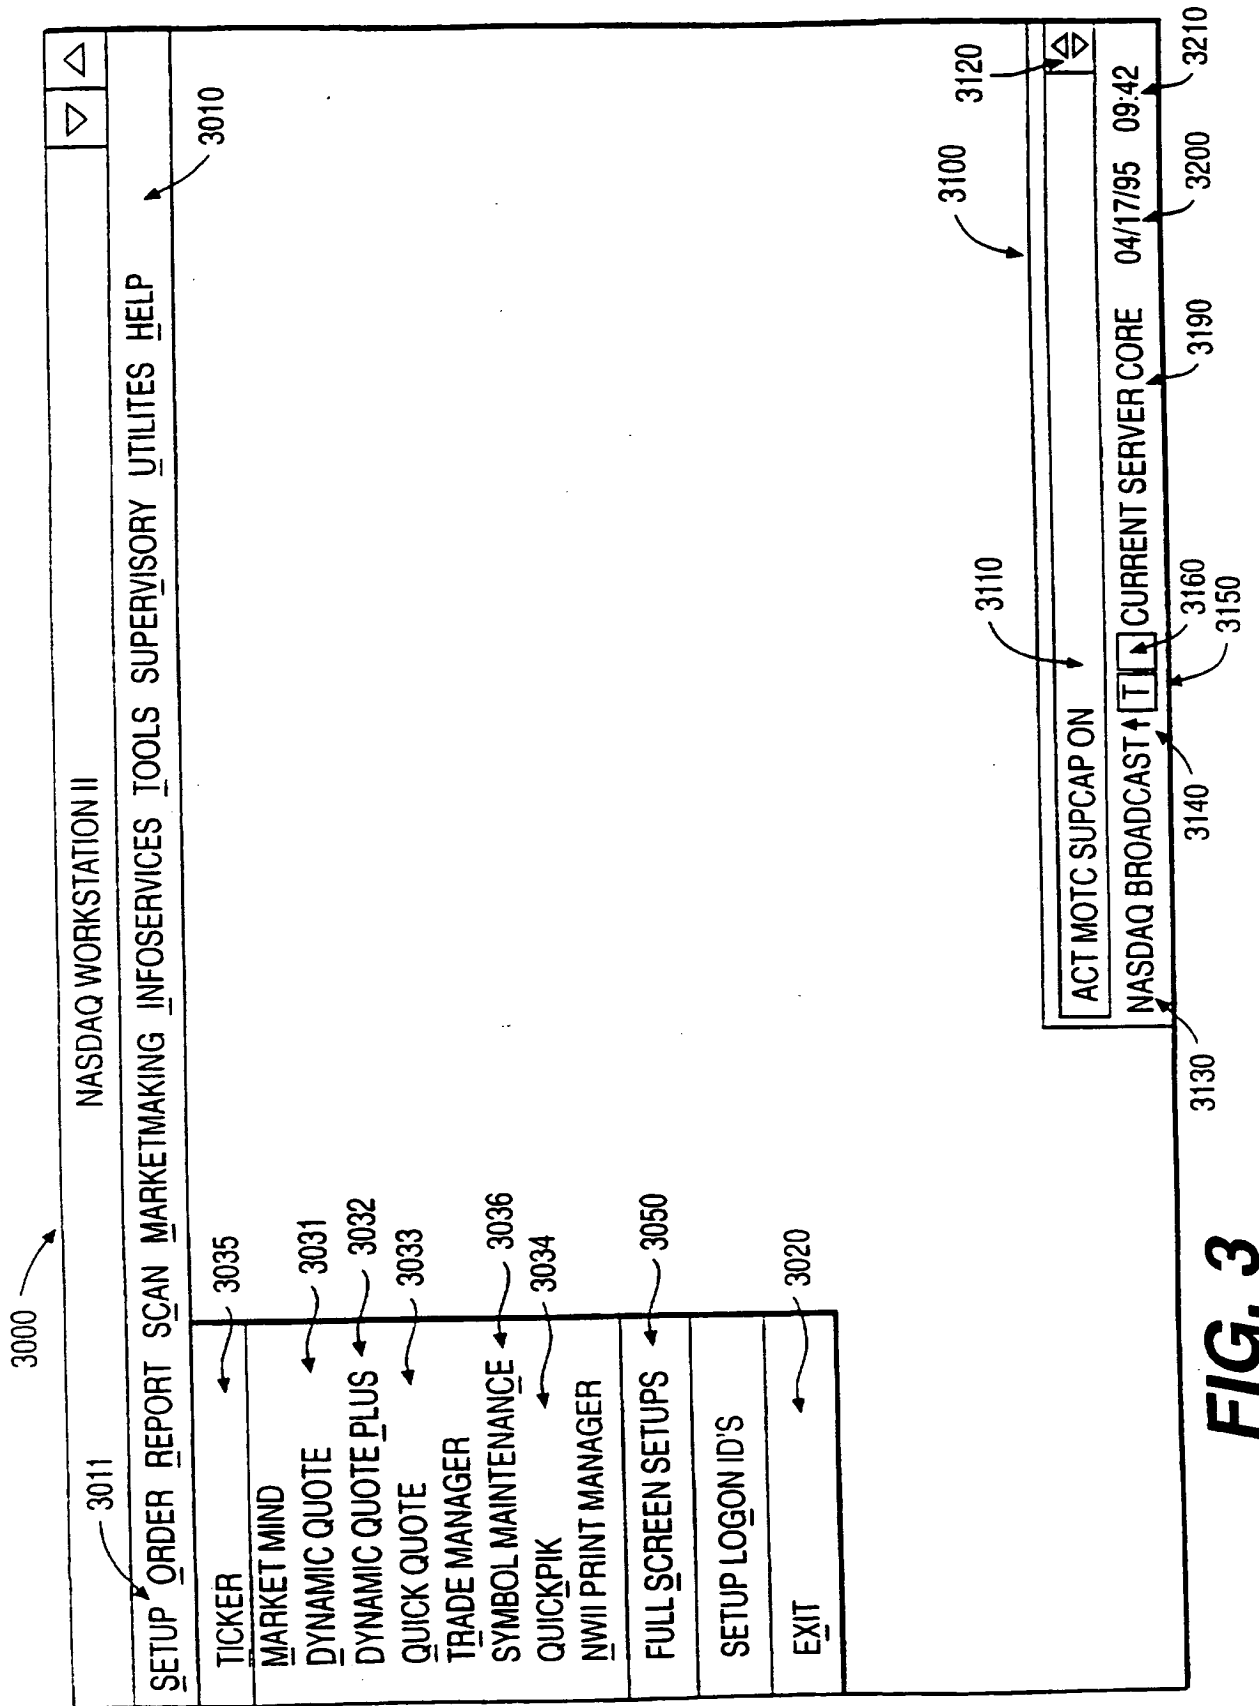 3000
NASDAQ WORKSTATION II
3011
SETUP ORDER REPORT SCAN MARKETMAKING INFOSERVICES TOOLS SUPERVISORY UTILITES HELP
3010
TICKER 3035
MARKET MIND
DYNAMIC QUOTE 3031
DYNAMIC QUOTE PLUS 3032
QUICK QUOTE 3033
TRADE MANAGER
SYMBOL MAINTENANCE 3036
QUICKPIK 3034
NWII PRINT MANAGER
FULL SCREEN SETUPS 3050
SETUP LOGON ID'S
EXIT 3020
3100
3110
3120
ACT MOTC SUPCAP ON
NASDAQ BROADCAST T CURRENT SERVER CORE 04/17/95 09:42
3130
3140
3160
3150
3190
3200
3210
FIG. 3